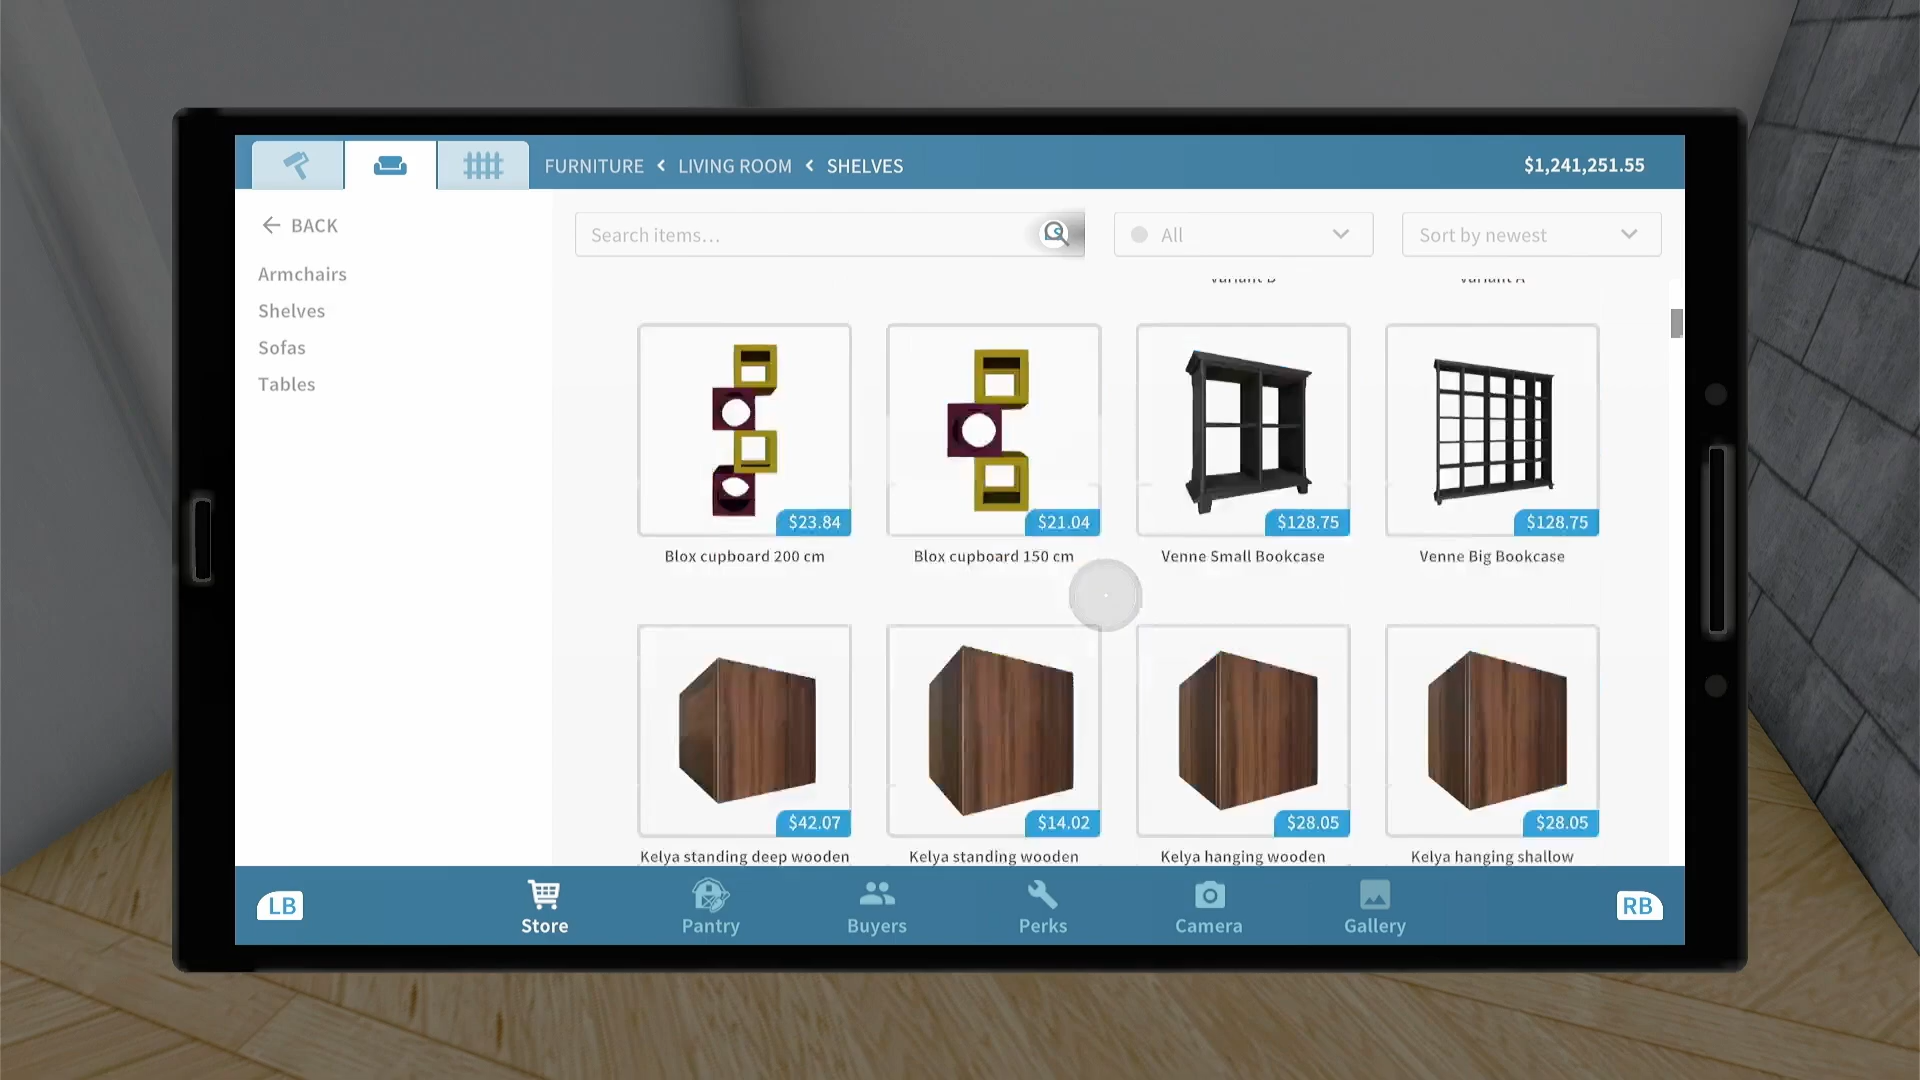 FURNITURE < LIVING ROOM < SHELVES
$1,241,251.55
BACK
Armchairs
Shelves
Sofas
Tables
Search items...
All
Sort by newest
Variant B
Variant A
$23.84
$21.04
$128.75
$128.75
Blox cupboard 200 cm
Blox cupboard 150 cm
Venne Small Bookcase
Venne Big Bookcase
$42.07
$14.02
$28.05
$28.05
Kelya standing deep wooden
Kelya standing wooden
Kelya hanging wooden
Kelya hanging shallow
LB
Store
Pantry
Buyers
Perks
Camera
Gallery
RB